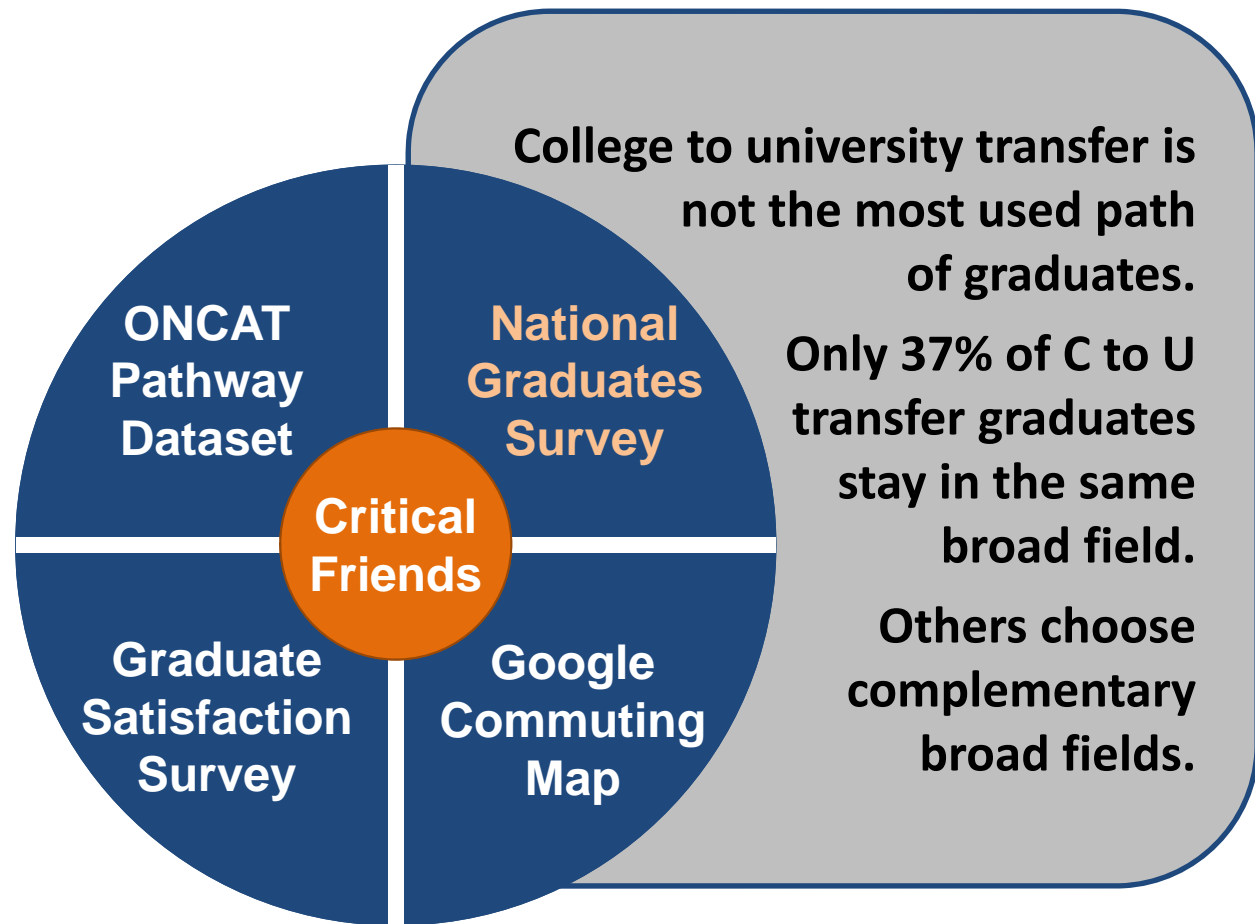 ONCAT
Pathway
Dataset
National
Graduates
Survey
Critical
Friends
Graduate
Satisfaction
Survey
Google
Commuting
Map
College to university transfer is
not the most used path
of graduates.
Only 37% of C to U
transfer graduates
stay in the same
broad field.
Others choose
complementary
broad fields.